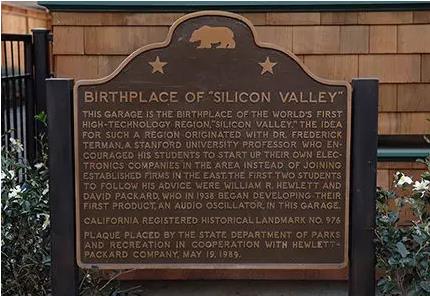 BIRTHPLACE OF "SILICON VALLEY"
THIS GARAGE IS THE BIRTHPLACE OF THE WORLD'S FIRST
HIGH-TECHNOLOGY REGION, "SILICON VALLEY." THE IDEA
FOR SUCH A REGION ORIGINATED WITH DR. FREDERICK
TERMAN, A STANFORD UNIVERSITY PROFESSOR WHO EN-
COURAGED HIS STUDENTS TO START UP THEIR OWN ELEC-
TRONICS COMPANIES IN THE AREA INSTEAD OF JOINING
ESTABLISHED FIRMS IN THE EAST. THE FIRST TWO STUDENTS
TO FOLLOW HIS ADVICE WERE WILLIAM R. HEWLETT AND
DAVID PACKARD, WHO IN 1938 BEGAN DEVELOPING THEIR
FIRST PRODUCT, AN AUDIO OSCILLATOR, IN THIS GARAGE.
CALIFORNIA REGISTERED HISTORICAL LANDMARK NO. 976
PLAQUE PLACED BY THE STATE DEPARTMENT OF PARKS
AND RECREATION IN COOPERATION WITH HEWLETT-
PACKARD COMPANY, MAY 19, 1989.